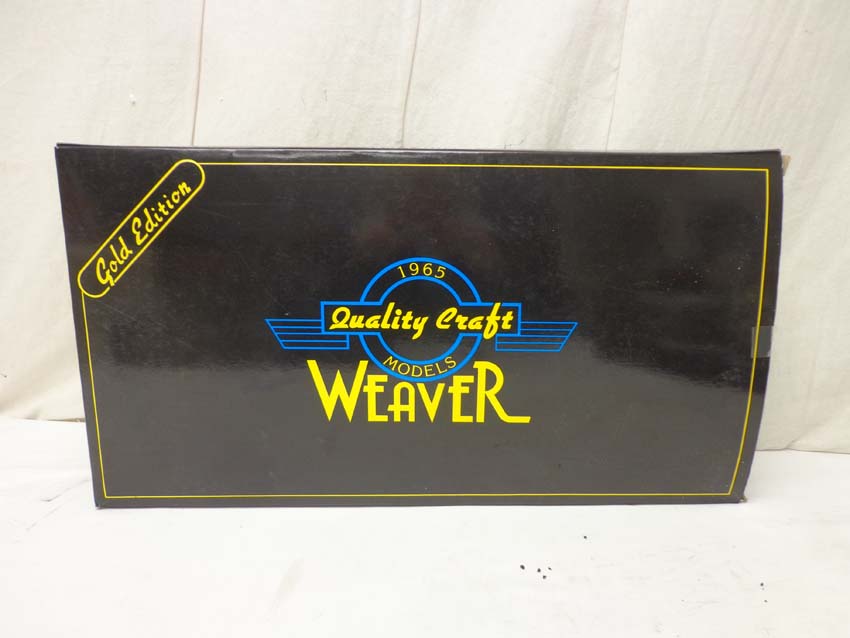 Gold Edition
1965
Quality Craft
MODELS
WEAVER